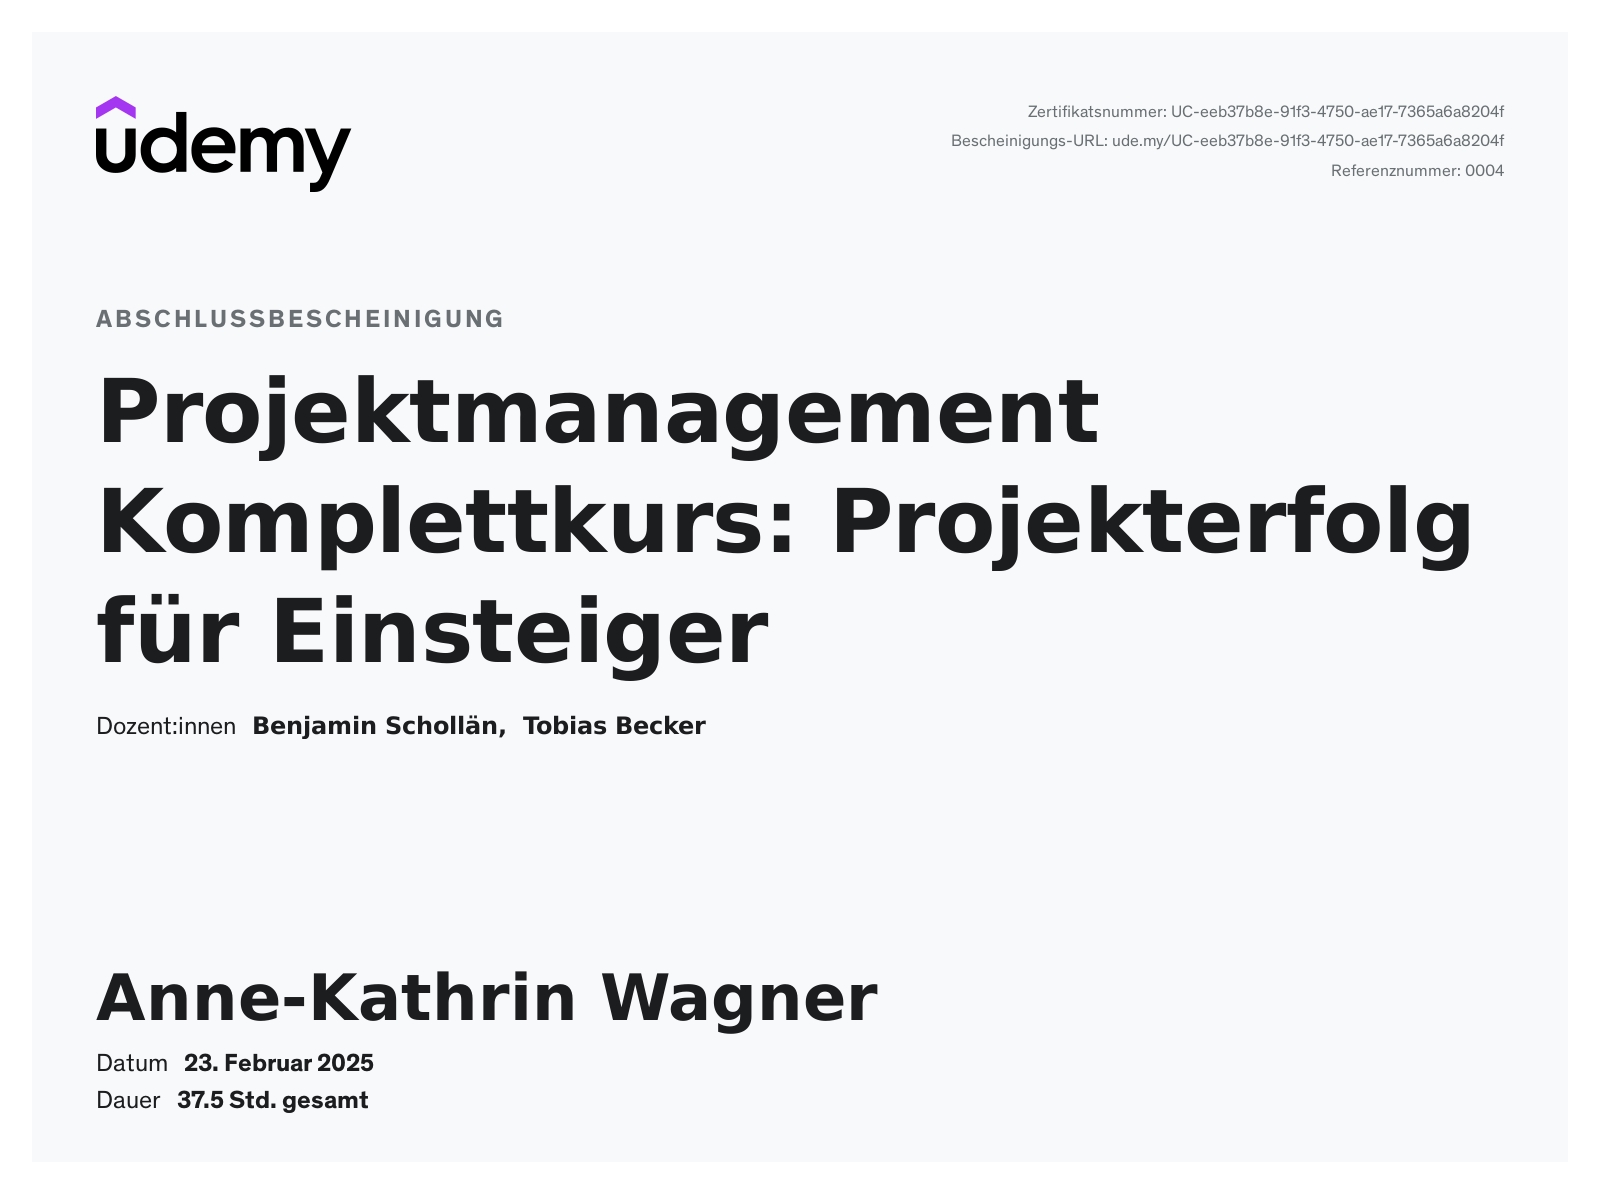 udemy
Zertifikatsnummer: UC-eeb37b8e-91f3-4750-ae17-7365a6a8204f
Bescheinigungs-URL: ude.my/UC-eeb37b8e-91f3-4750-ae17-7365a6a8204f
Referenznummer: 0004
ABSCHLUSSBESCHEINIGUNG
Projektmanagement
Komplettkurs: Projekterfolg
für Einsteiger
Dozent:innen Benjamin Schollän, Tobias Becker
Anne-Kathrin Wagner
Datum 23. Februar 2025
Dauer 37.5 Std. gesamt